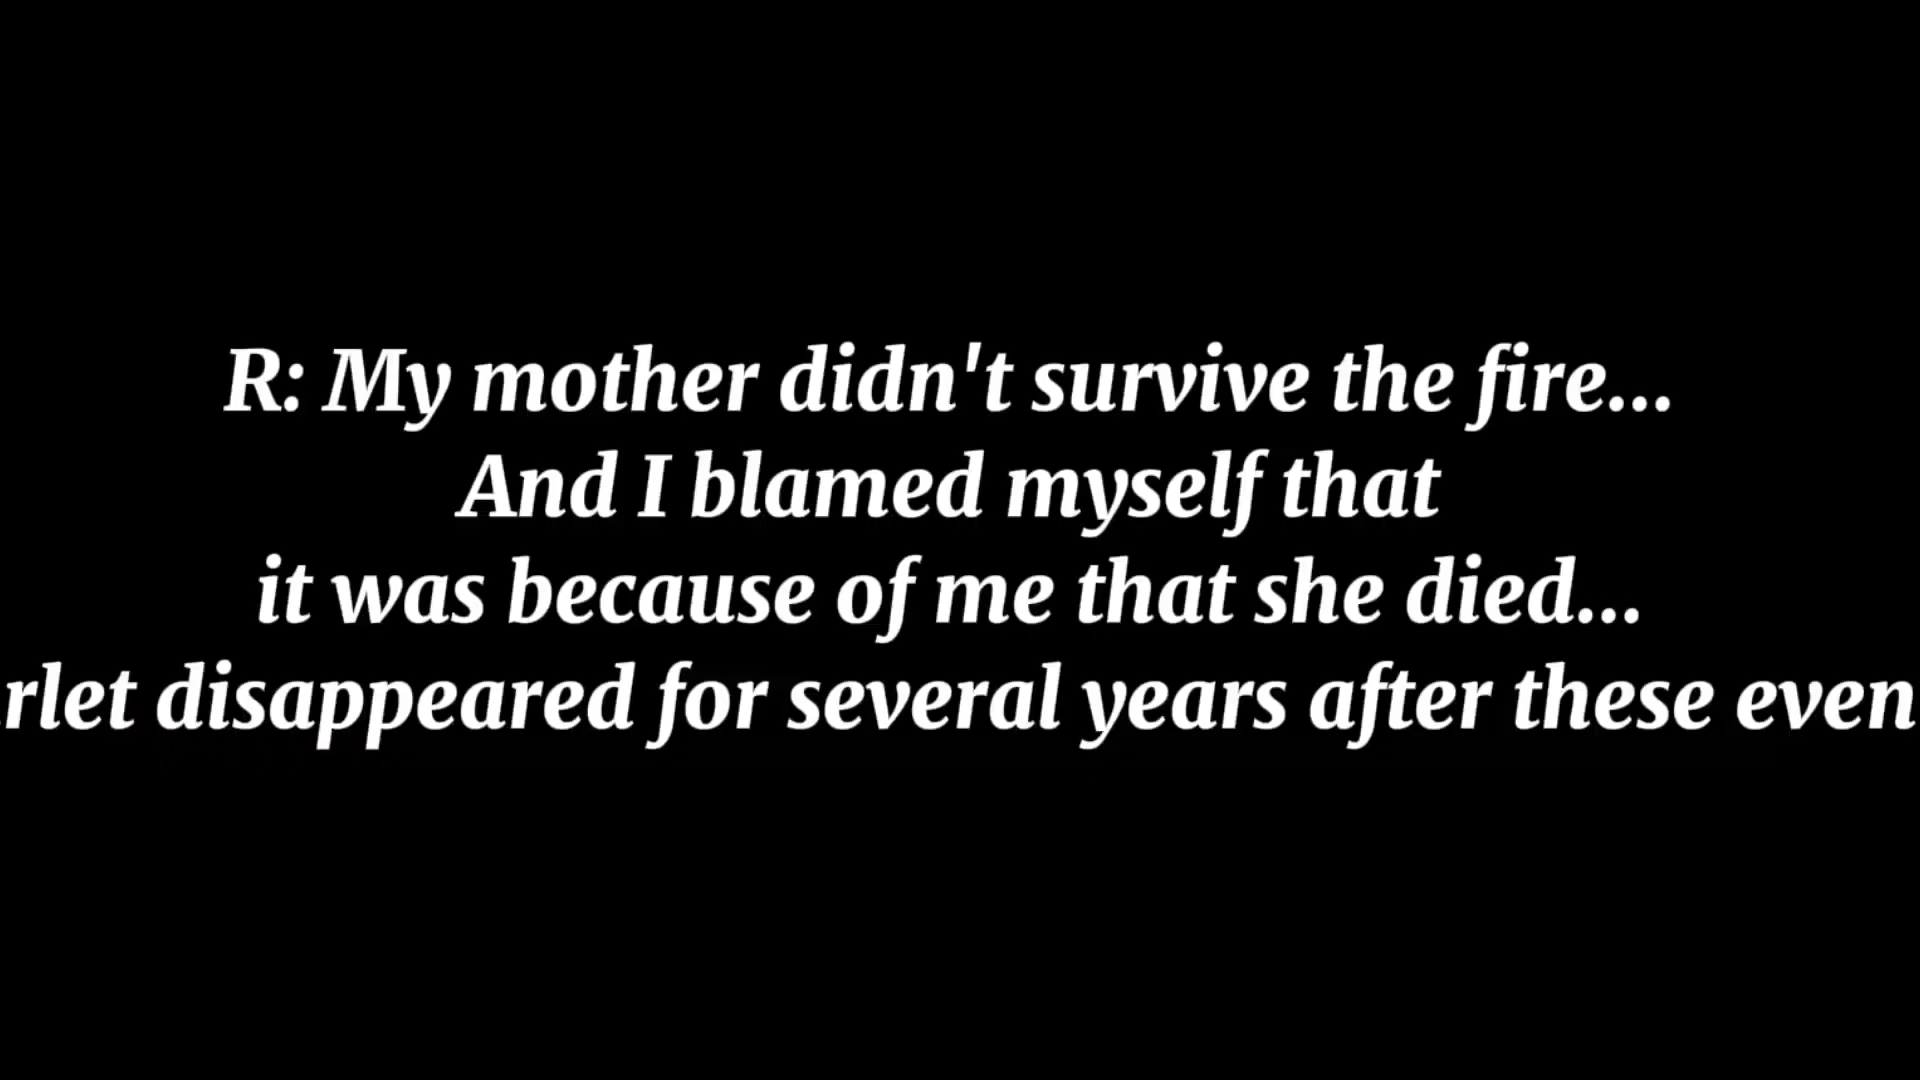 R: My mother didn't survive the fire...
And I blamed myself that
it was because of me that she died...
rlet disappeared for several years after these even